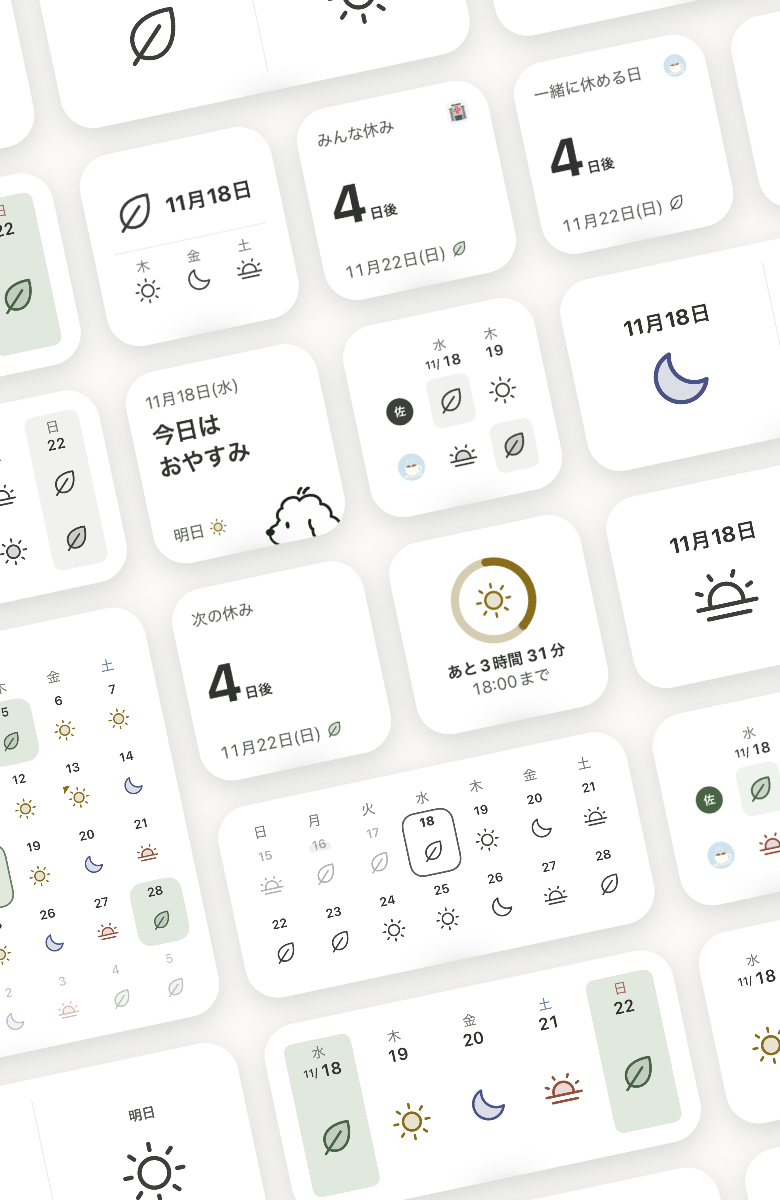 日
22
11月18日
木
金
土
みんな休み
4日後
11月22日(日)
一緒に休める日
4日後
11月22日(日)
日
22
11月18日(水)
今日は
おやすみ
明日
水 木
11/18 19
佐
11月18日
次の休み
4日後
11月22日(日)
あと3時間31分
18:00まで
11月18日
木 金 土
5 6 7
12 13 14
19 20 21
26 27 28
2 3 4 5
日 月 火 水 木 金 土
15 16 17 18 19 20 21
22 23 24 25 26 27 28
水
11/18
佐
明日
水 木 金 土 日
11/18 19 20 21 22
水
11/18